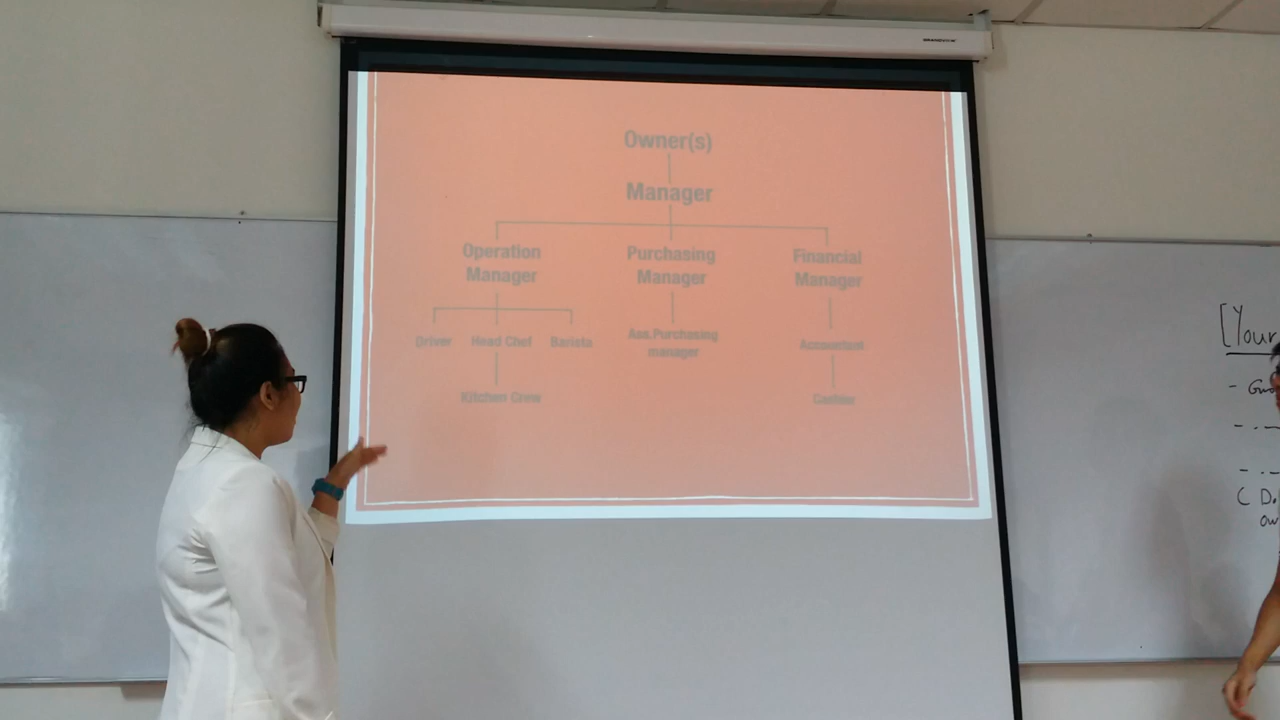 Owner(s)
Manager
Operation
Manager
Purchasing
Manager
Financial
Manager
Driver
Head Chef
Barista
Ass.Purchasing
manager
Accountant
Kitchen Crew
Cashier
[Your